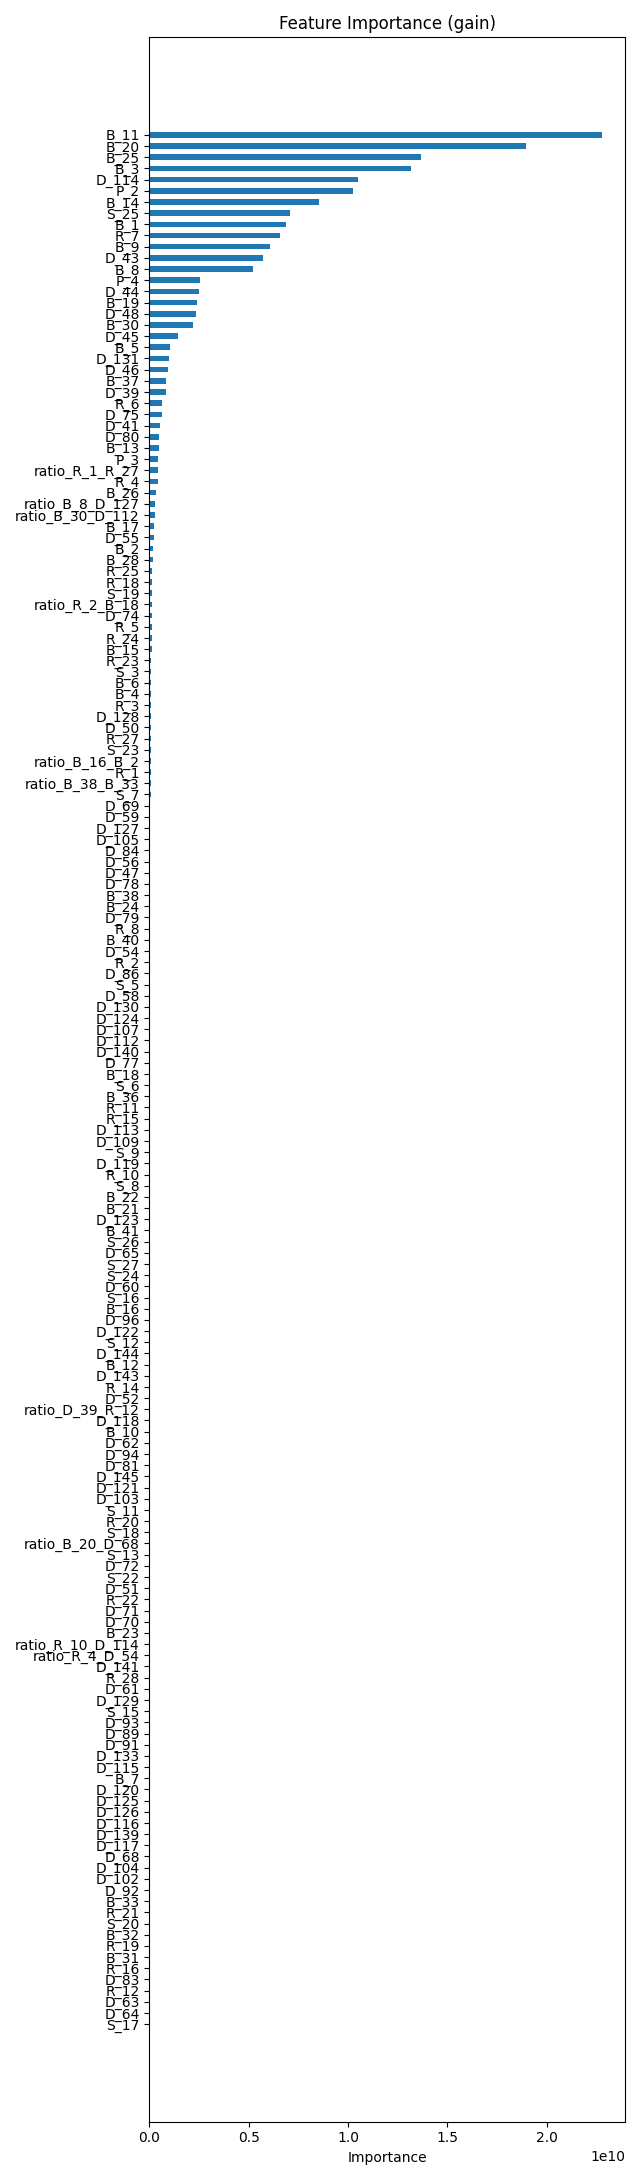 Feature Importance (gain)
B_11
B_20
B_25
B_3
D_114
P_2
B_14
S_25
B_1
R_7
B_9
D_43
B_8
P_4
D_44
B_19
D_48
B_30
D_45
B_5
D_131
D_46
B_37
D_39
R_6
D_75
D_41
D_80
B_13
P_3
ratio_R_1_R_27
R_4
B_26
ratio_B_8_D_127
ratio_B_30_D_112
B_17
D_55
B_2
B_28
R_25
R_18
S_19
ratio_R_2_B_18
D_74
R_5
R_24
B_15
R_23
S_3
B_6
B_4
R_3
D_128
D_50
R_27
S_23
ratio_B_16_B_2
R_1
ratio_B_38_B_33
S_7
D_69
D_59
D_127
D_105
D_84
D_56
D_47
D_78
B_38
B_24
D_79
R_8
B_40
D_54
R_2
D_86
S_5
D_58
D_130
D_124
D_107
D_112
D_140
D_77
B_18
S_6
B_36
R_11
R_15
D_113
D_109
S_9
D_119
R_10
S_8
B_22
B_21
D_123
B_41
S_26
D_65
S_27
S_24
D_60
S_16
B_16
D_96
D_122
S_12
D_144
B_12
D_143
R_14
D_52
ratio_D_39_R_12
D_118
B_10
D_62
D_94
D_81
D_145
D_121
D_103
S_11
R_20
S_18
ratio_B_20_D_68
S_13
D_72
S_22
D_51
R_22
D_71
D_70
B_23
ratio_R_10_D_114
ratio_R_4_D_54
D_141
R_28
D_61
D_129
S_15
D_93
D_89
D_91
D_133
D_115
B_7
D_120
D_125
D_126
D_116
D_139
D_117
D_68
D_104
D_102
D_92
B_33
R_21
S_20
B_32
R_19
B_31
R_16
D_83
R_12
D_63
D_64
S_17
0.0 0.5 1.0 1.5 2.0
1e10
Importance